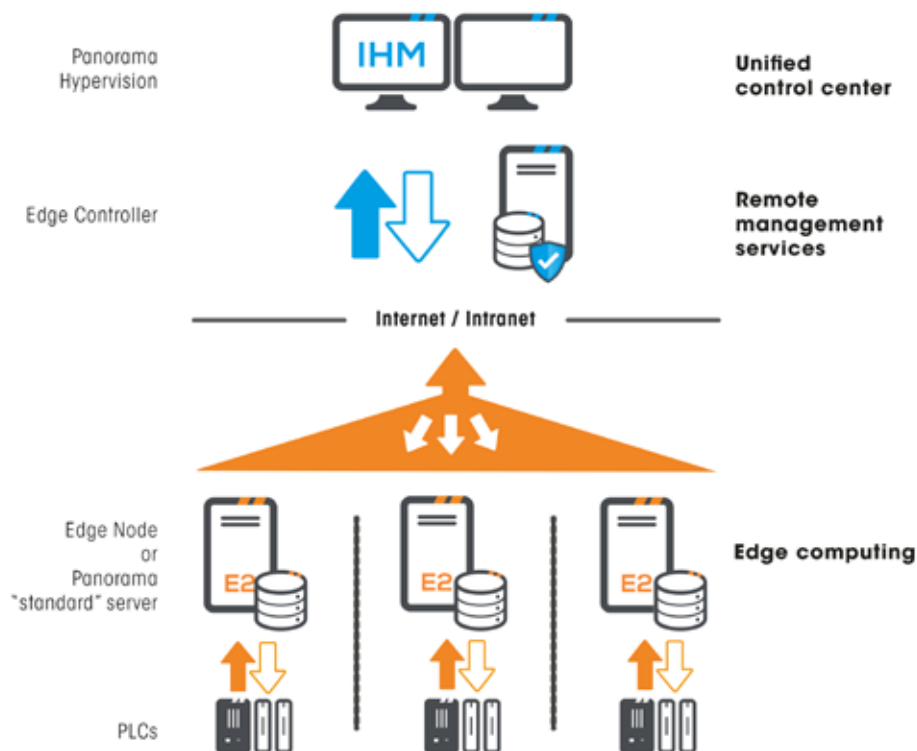 Panorama
Hypervision
IHM
Unified
control center
Edge Controller
Remote
management
services
Internet / Intranet
Edge Node
or
Panorama
"standard" server
E2
E2
E2
Edge computing
PLCs